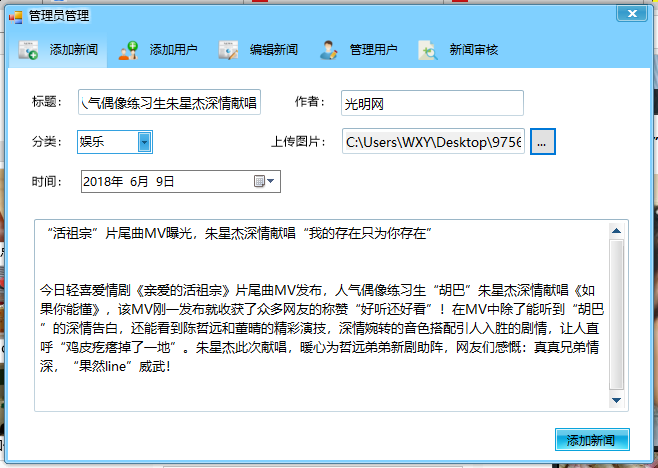 管理员管理
添加新闻 添加用户 编辑新闻 管理用户 新闻审核
标题： 人气偶像练习生朱星杰深情献唱 作者： 光明网
分类： 娱乐 上传图片： C:\Users\WXY\Desktop\9756 ...
时间： 2018年 6月 9日
“活祖宗”片尾曲MV曝光，朱星杰深情献唱“我的存在只为你存在”
今日轻喜爱情剧《亲爱的活祖宗》片尾曲MV发布，人气偶像练习生“胡巴”朱星杰深情献唱《如
果你能懂》，该MV刚一发布就收获了众多网友的称赞“好听还好看”！在MV中除了能听到“胡巴
”的深情告白，还能看到陈哲远和董晴的精彩演技，深情婉转的音色搭配引人入胜的剧情，让人直
呼“鸡皮疙瘩掉了一地”。朱星杰此次献唱，暖心为哲远弟弟新剧助阵，网友们感慨：真真兄弟情
深，“果然line”威武！
添加新闻